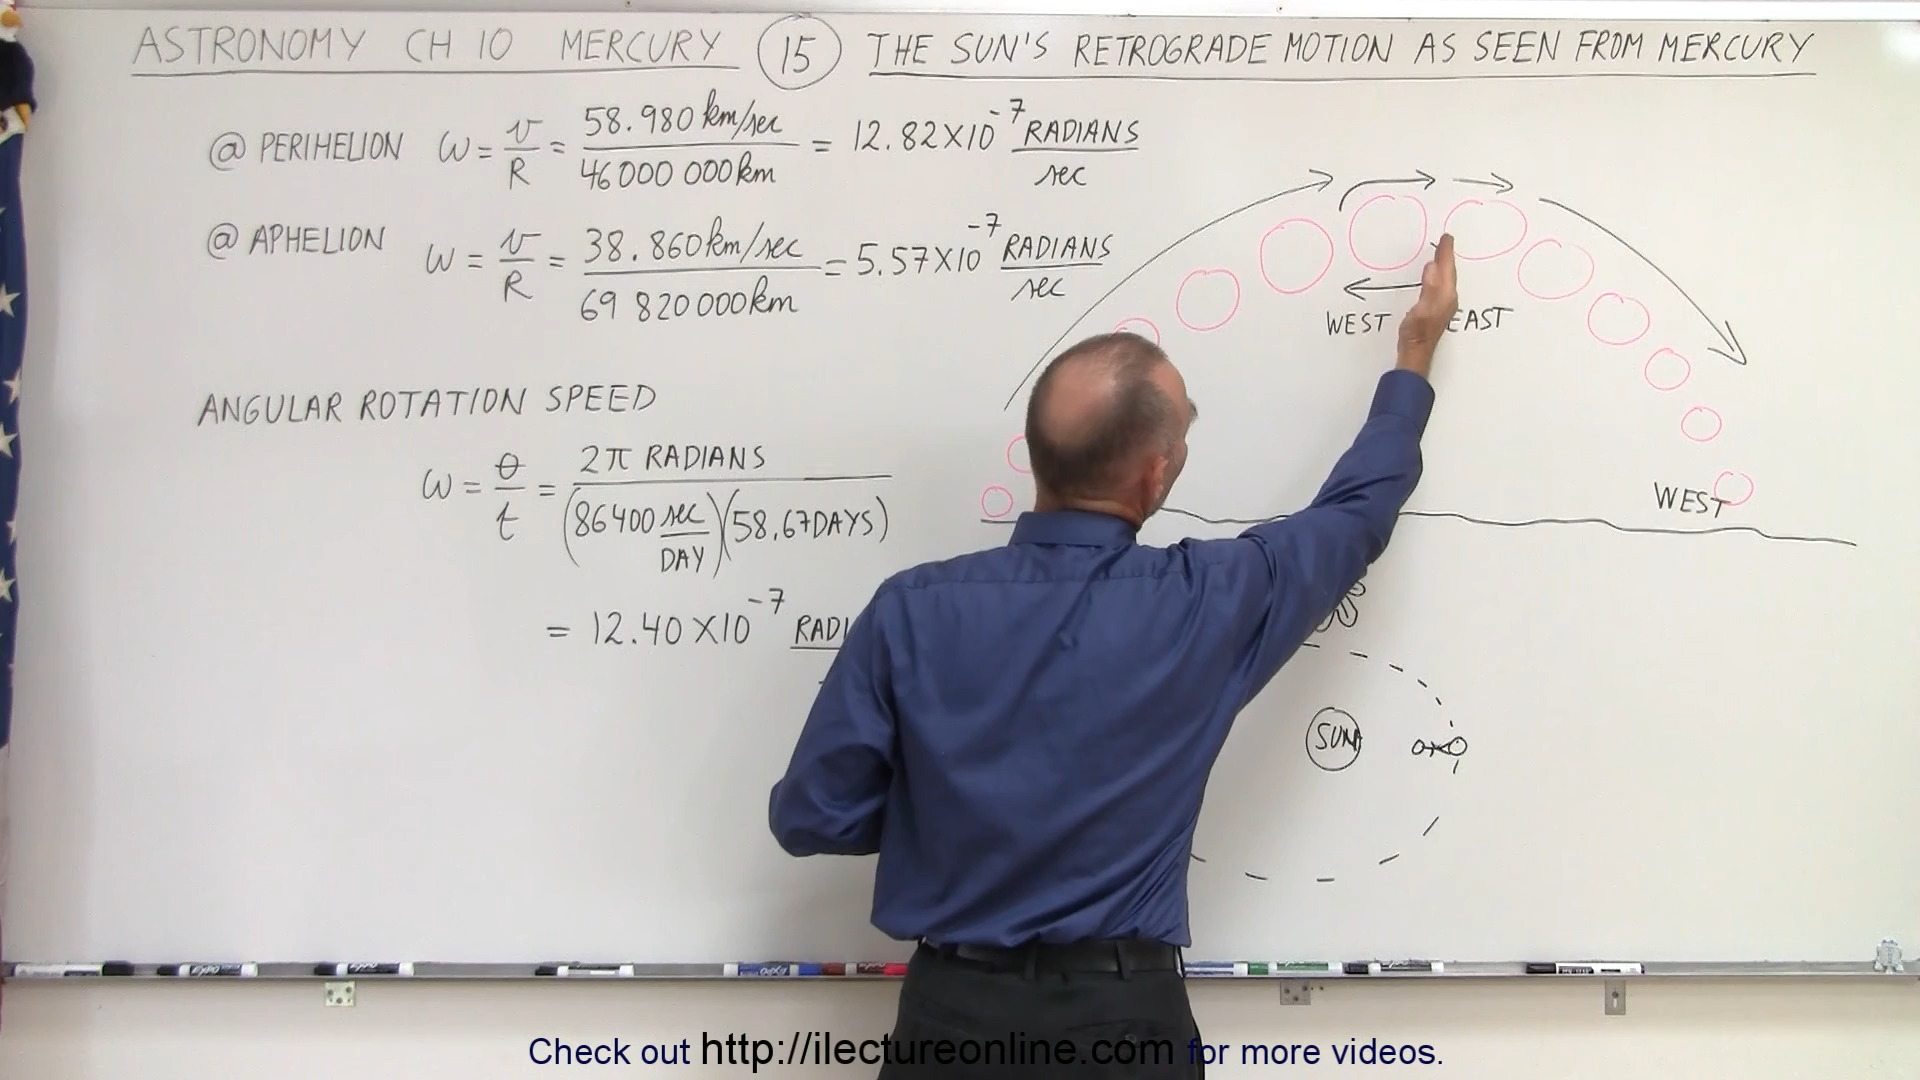 ASTRONOMY CH 10 MERCURY 15 THE SUN'S RETROGRADE MOTION AS SEEN FROM MERCURY
@ PERIHELION ω = v/R = 58.980 km/sec / 46 000 000 km = 12.82 X 10^-7 RADIANS/sec
@ APHELION ω = v/R = 38.860 km/sec / 69 820 000 km = 5.57 X 10^-7 RADIANS/sec
WEST EAST
ANGULAR ROTATION SPEED
ω = θ/t = 2π RADIANS / (86400 sec/DAY)(58.67 DAYS)
WEST
= 12.40 X 10^-7
SUN
Check out http://ilectureonline.com for more videos.